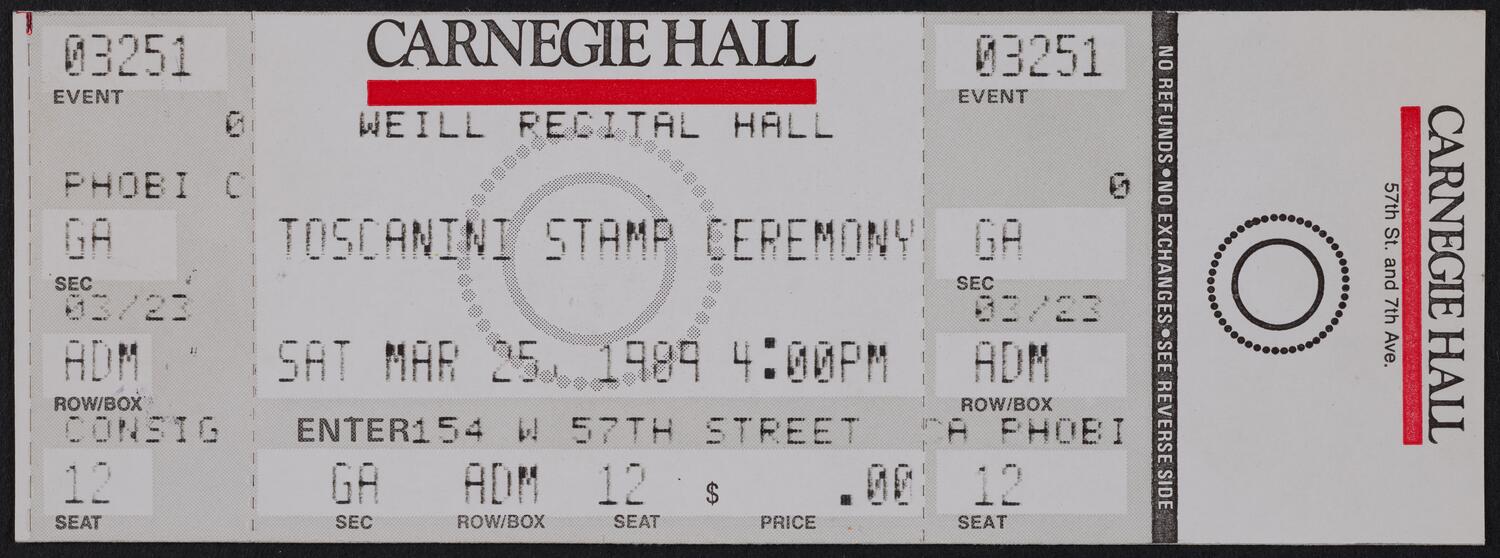 03251
EVENT
0
PHOBI C
GA
SEC
03/23
ADM
ROW/BOX
CONSIG
12
SEAT
CARNEGIE HALL
WEILL RECITAL HALL
TOSCANINI STAMP CEREMONY
SAT MAR 25, 1989 4:00PM
ENTER 154 W 57TH STREET
GA ADM 12 $ .00
SEC ROW/BOX SEAT PRICE
03251
EVENT
0
GA
SEC
03/23
ADM
ROW/BOX
CA PHOBI
12
SEAT
NO REFUNDS • NO EXCHANGES • SEE REVERSE SIDE
CARNEGIE HALL
57th St. and 7th Ave.